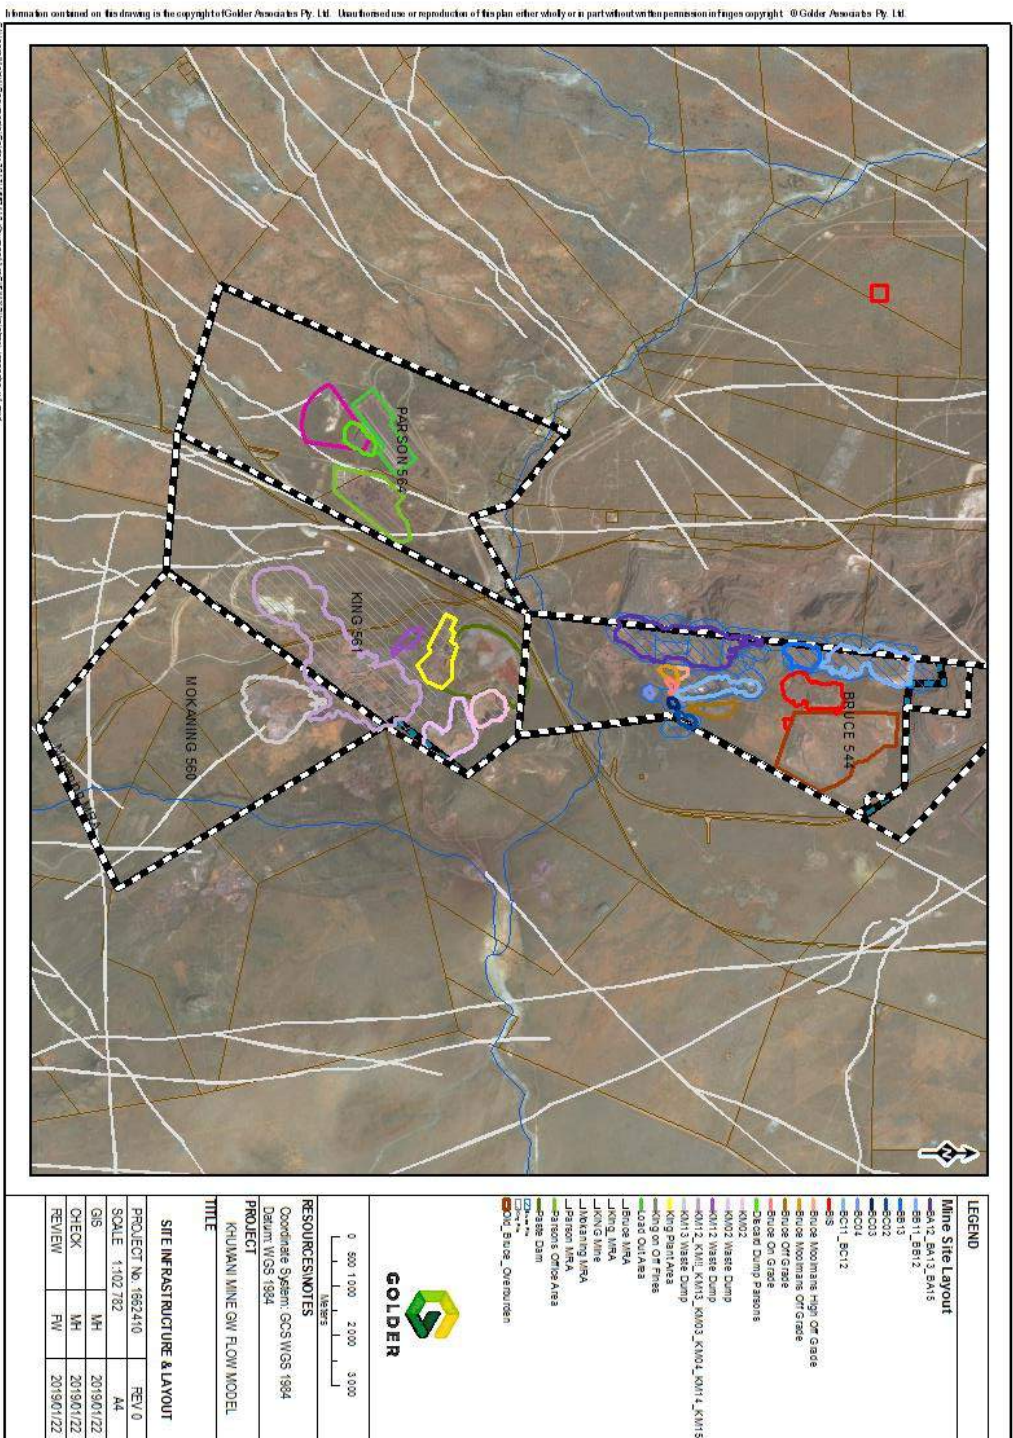 Information contained on this drawing is the copyright of Golder Associates Pty. Ltd. Unauthorised use or reproduction of this plan either wholly or in part without written permission infringes copyright. © Golder Associates Pty. Ltd.
PARSON 564
KING 561
MOKANING 560
BRUCE 544
N
LEGEND
Mine Site Layout
BA12_BA13_BA15
BB11_BB12
BB13
BC02
BC03
BC04
BC11_BC12
BIS
Bruce Moolmans High Off Grade
Bruce Moolmans Off Grade
Bruce Off Grade
Bruce On Grade
Discard Dump Parsons
KM02
KM02 Waste Dump
KM12 Waste Dump
KM13 Waste Dump
King Plant Area
King on Off Fines
Load Out Area
Bruce MRA
King MRA
KING Mine
Mokaning MRA
Parson MRA
Parsons Office Area
Paste Dam
Old_Bruce_Overburden
GOLDER
0 500 1 000 2 000 3 000
Meters
RESOURCES/NOTES
Coordinate System: GCS WGS 1984
Datum: WGS 1984
PROJECT
KHUMANI MINE GW FLOW MODEL
TITLE
SITE INFRASTRUCTURE & LAYOUT
PROJECT No. 1662410 REV 0
SCALE 1:102 782 A4
GIS MH 2019/01/22
CHECK MH 2019/01/22
REVIEW FW 2019/01/22